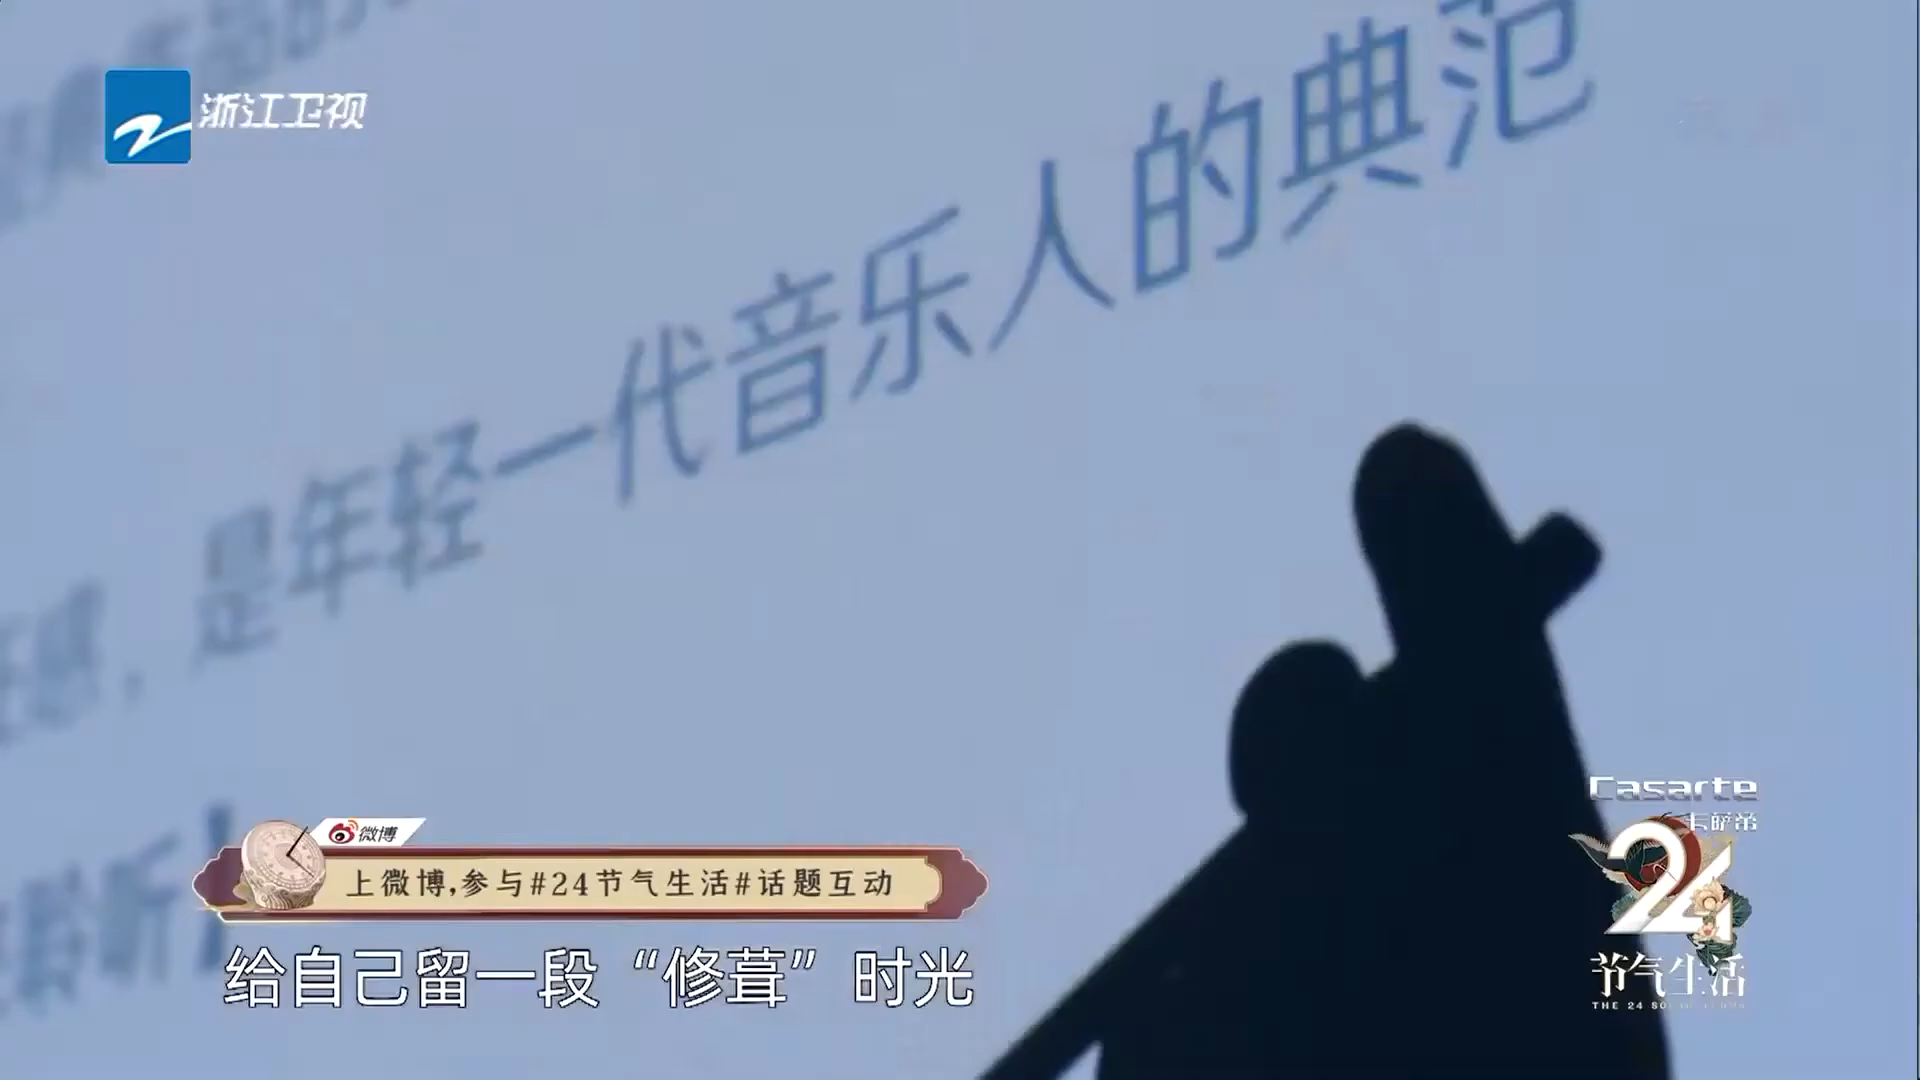 浙江卫视
是年轻一代音乐人的典范
微博
上微博,参与#24节气生活#话题互动
给自己留一段“修葺”时光
Casarte
卡萨帝
24
节气生活